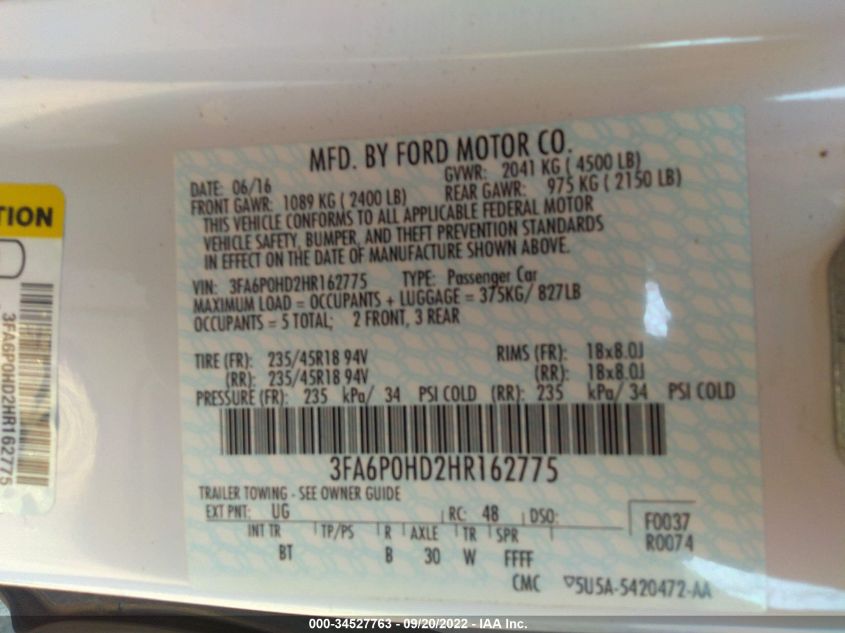 MFD. BY FORD MOTOR CO.
DATE: 06/16 GVWR: 2041 KG ( 4500 LB)
FRONT GAWR: 1089 KG ( 2400 LB) REAR GAWR: 975 KG ( 2150 LB)
THIS VEHICLE CONFORMS TO ALL APPLICABLE FEDERAL MOTOR
VEHICLE SAFETY, BUMPER, AND THEFT PREVENTION STANDARDS
IN EFFECT ON THE DATE OF MANUFACTURE SHOWN ABOVE.
VIN: 3FA6P0HD2HR162775 TYPE: Passenger Car
MAXIMUM LOAD = OCCUPANTS + LUGGAGE = 375KG/ 827LB
OCCUPANTS = 5 TOTAL; 2 FRONT, 3 REAR
TIRE (FR): 235/45R18 94V RIMS (FR): 18x8.0J
(RR): 235/45R18 94V (RR): 18x8.0J
PRESSURE (FR): 235 kPa/ 34 PSI COLD (RR): 235 kPa/ 34 PSI COLD
3FA6P0HD2HR162775
TRAILER TOWING - SEE OWNER GUIDE
EXT PNT: UG RC: 48 DSO: F0037
INT TR TP/PS R AXLE TR SPR R0074
BT B 30 W FFFF
CMC 5U5A-5420472-AA
TION
3FA6P0HD2HR162775
000-34527763 - 09/20/2022 - IAA Inc.